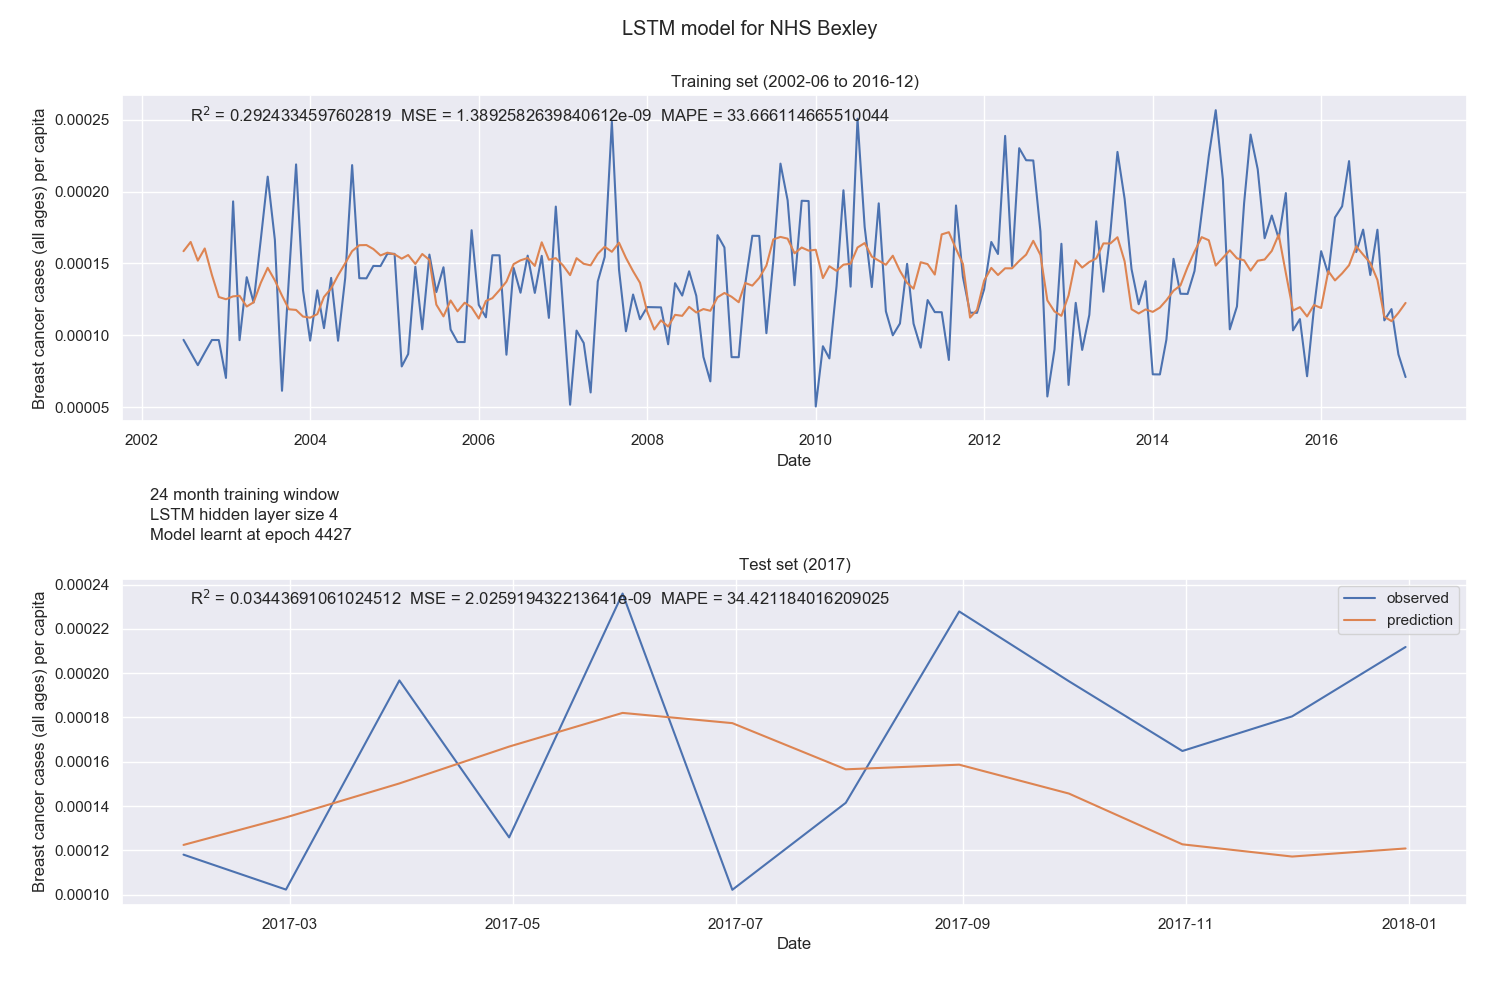 LSTM model for NHS Bexley
Training set (2002-06 to 2016-12)
R² = 0.2924334597602819 MSE = 1.3892582639840612e-09 MAPE = 33.666114665510044
Breast cancer cases (all ages) per capita
0.00025
0.00020
0.00015
0.00010
0.00005
2002 2004 2006 2008 2010 2012 2014 2016
Date
24 month training window
LSTM hidden layer size 4
Model learnt at epoch 4427
Test set (2017)
R² = 0.03443691061024512 MSE = 2.0259194322213641e-09 MAPE = 34.421184016209025
observed
prediction
Breast cancer cases (all ages) per capita
0.00024
0.00022
0.00020
0.00018
0.00016
0.00014
0.00012
0.00010
2017-03 2017-05 2017-07 2017-09 2017-11 2018-01
Date